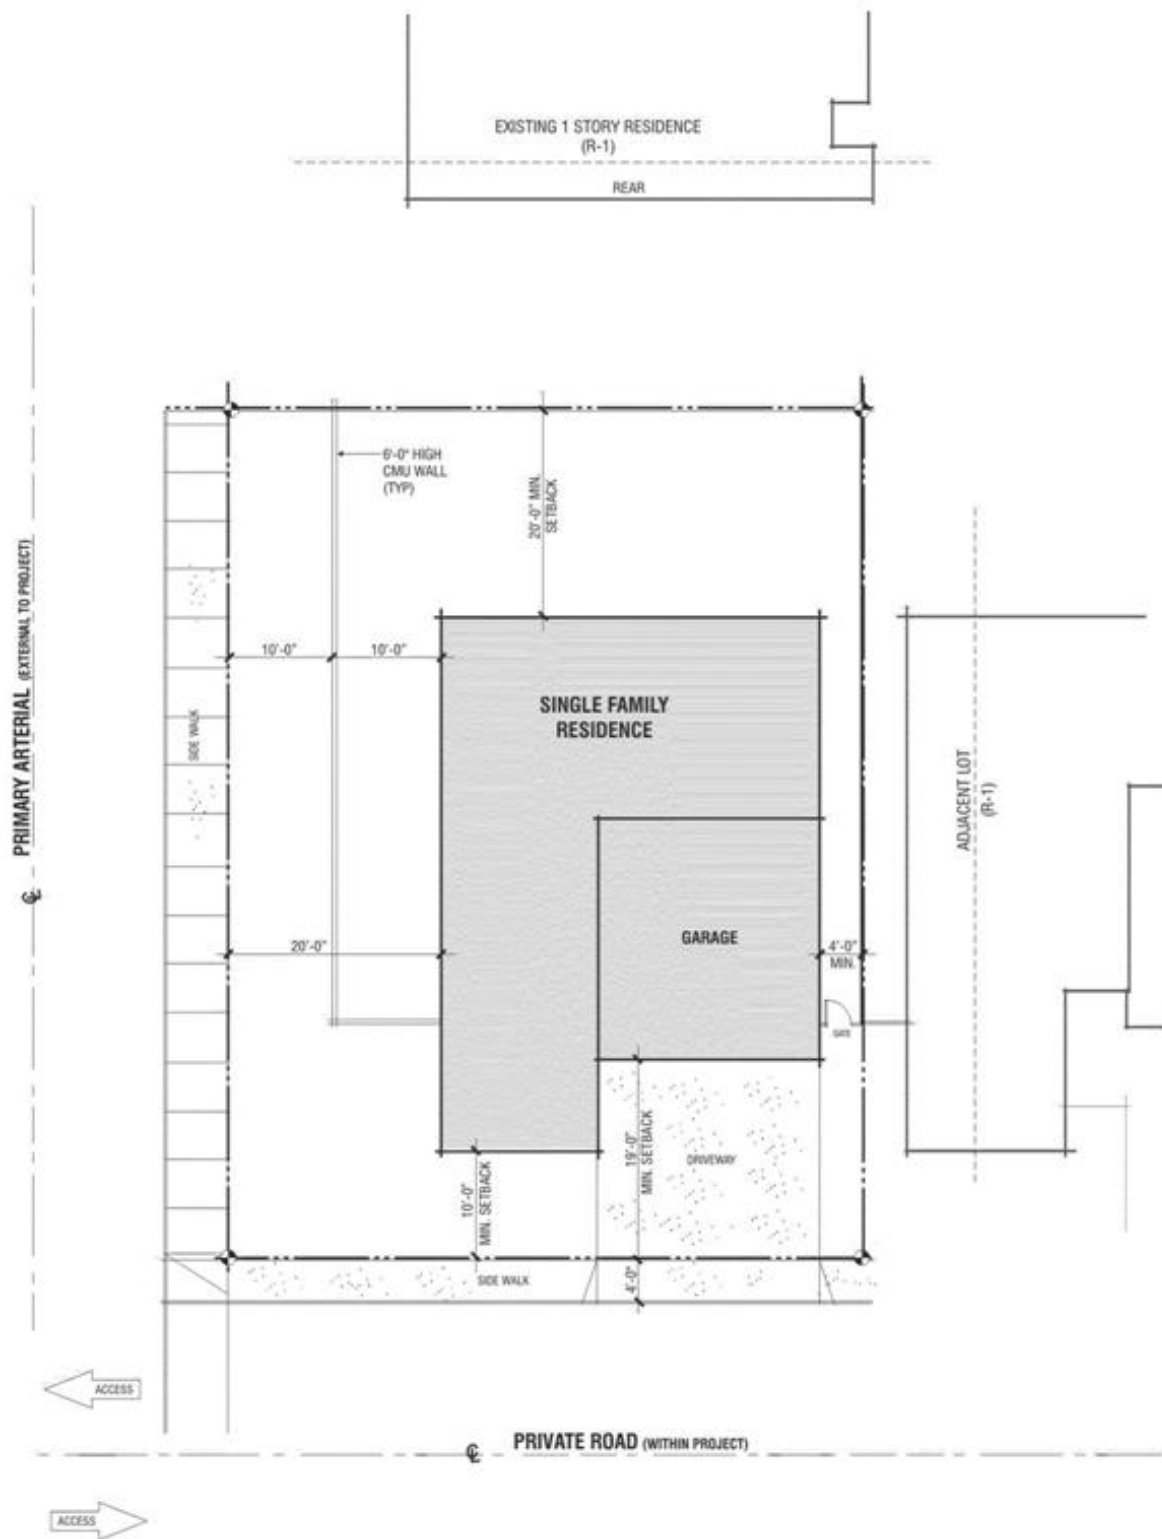 EXISTING 1 STORY RESIDENCE
(R-1)
REAR
6'-0" HIGH
CMU WALL
(TYP)
20'-0" MIN.
SETBACK
PRIMARY ARTERIAL (EXTERNAL TO PROJECT)
10'-0"
10'-0"
SIDE WALK
SINGLE FAMILY
RESIDENCE
ADJACENT LOT
(R-1)
20'-0"
GARAGE
4'-0"
MIN.
GATE
19'-0"
MIN. SETBACK
DRIVEWAY
10'-0"
MIN. SETBACK
SIDE WALK
4'-0"
ACCESS
PRIVATE ROAD (WITHIN PROJECT)
ACCESS